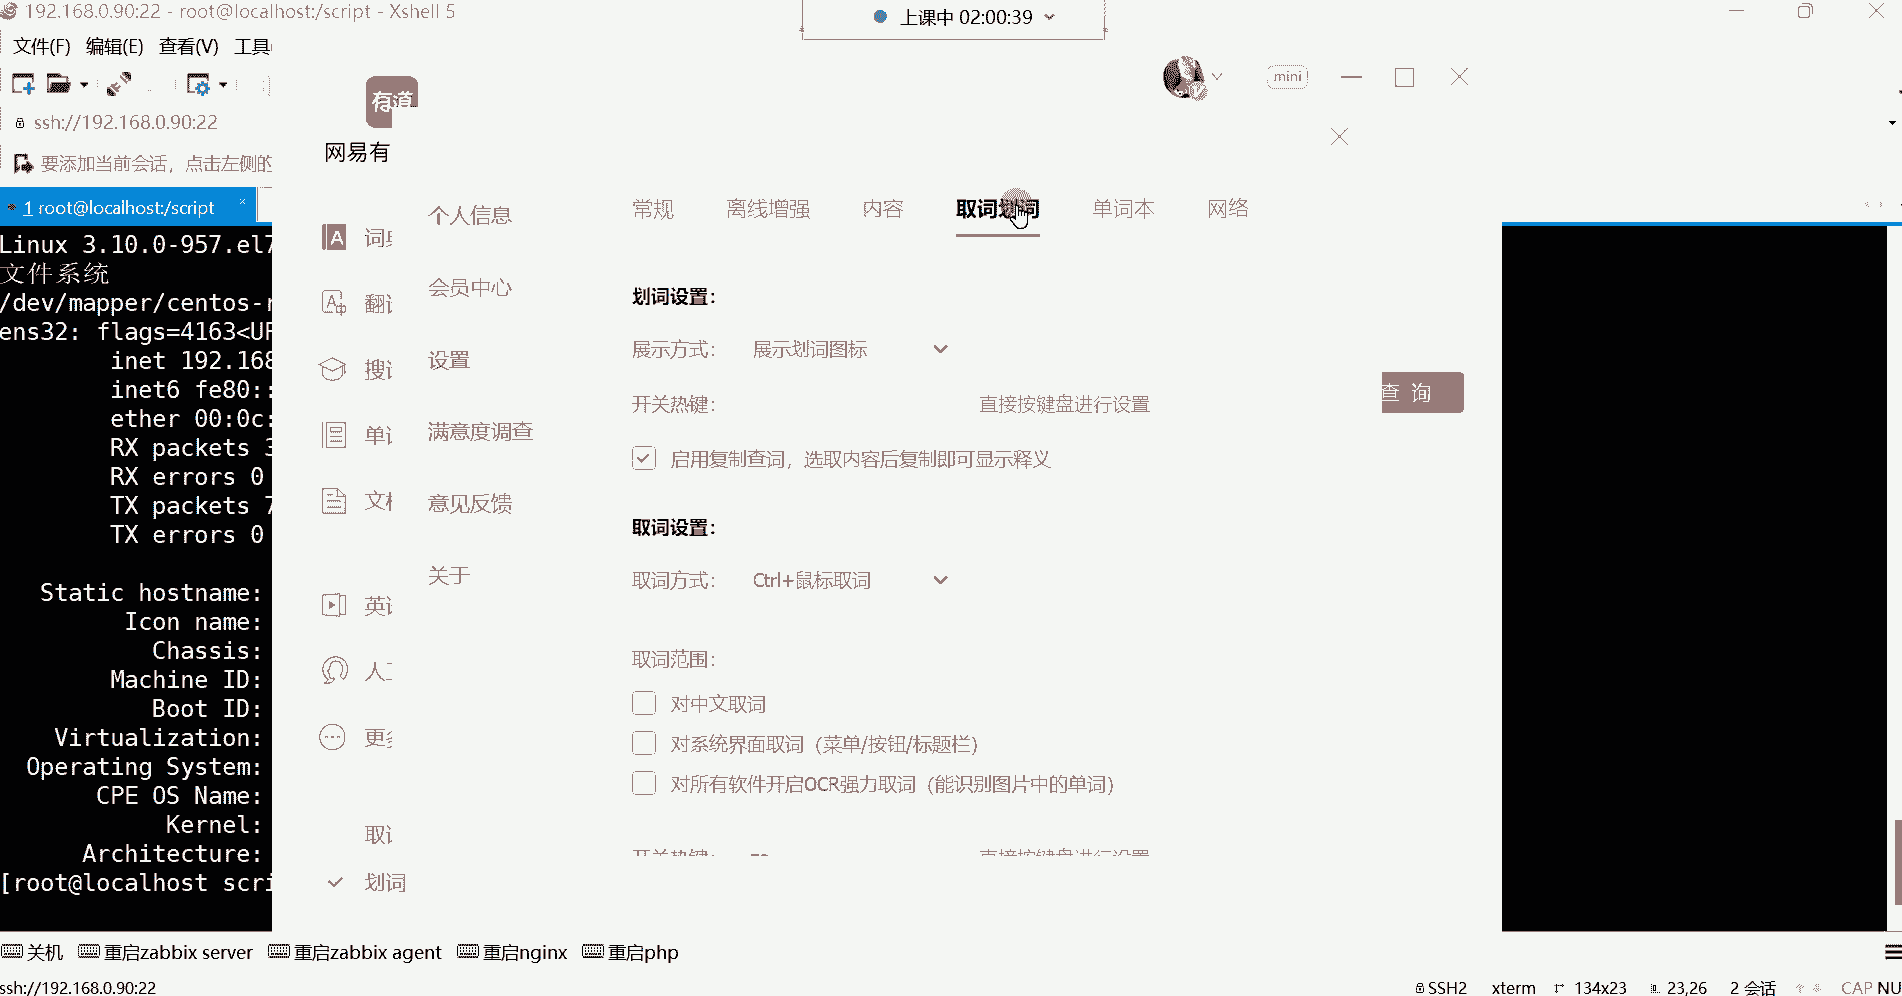 192.168.0.90:22 - root@localhost:/script - Xshell 5
上课中 02:00:39
文件(F) 编辑(E) 查看(V) 工具
mini
有道
ssh://192.168.0.90:22
网易有
要添加当前会话，点击左侧的
1 root@localhost:/script
常规 离线增强 内容 取词划词 单词本 网络
个人信息
会员中心
设置
满意度调查
意见反馈
关于
词
翻
搜
单
文
英
人
更
取
划词
划词设置：
展示方式： 展示划词图标
开关热键： 直接按键盘进行设置
启用复制查词，选取内容后复制即可显示释义
取词设置：
取词方式： Ctrl+鼠标取词
取词范围：
对中文取词
对系统界面取词（菜单/按钮/标题栏）
对所有软件开启OCR强力取词（能识别图片中的单词）
开关热键： 直接按键盘进行设置
查 询
Linux 3.10.0-957.el7
文件系统
/dev/mapper/centos-r
ens32: flags=4163<UP
inet 192.168
inet6 fe80::
ether 00:0c:
RX packets 3
RX errors 0
TX packets 7
TX errors 0
Static hostname:
Icon name:
Chassis:
Machine ID:
Boot ID:
Virtualization:
Operating System:
CPE OS Name:
Kernel:
Architecture:
[root@localhost scri
关机 重启zabbix server 重启zabbix agent 重启nginx 重启php
ssh://192.168.0.90:22 SSH2 xterm 134x23 23,26 2 会话 CAP NU